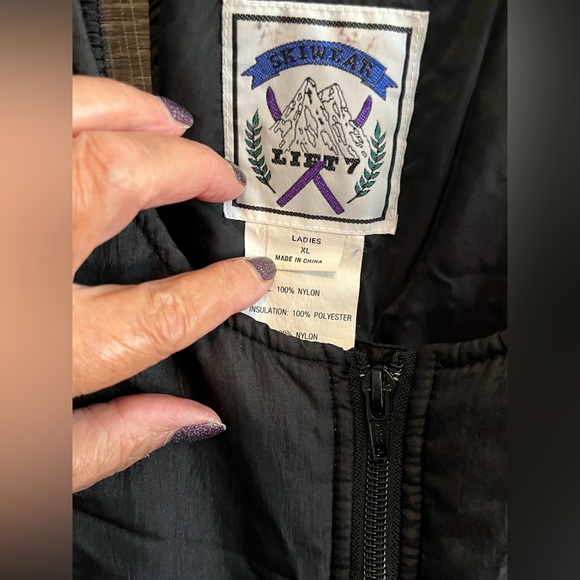 SKIWEAR
LIFT 7
LADIES
XL
MADE IN CHINA
100% NYLON
INSULATION: 100% POLYESTER
NYLON